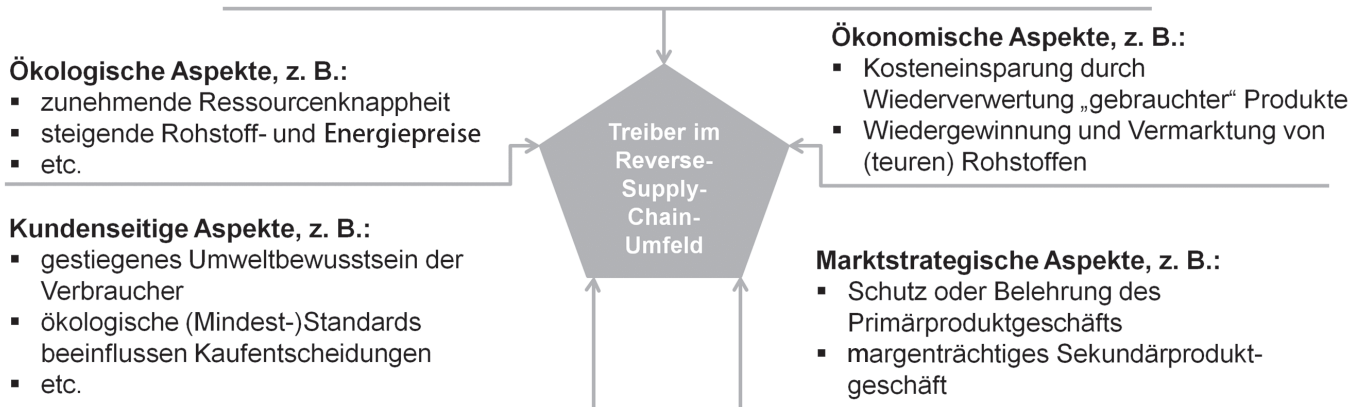 Ökologische Aspekte, z. B.:
▪ zunehmende Ressourcenknappheit
▪ steigende Rohstoff- und Energiepreise
▪ etc.
Kundenseitige Aspekte, z. B.:
▪ gestiegenes Umweltbewusstsein der
Verbraucher
▪ ökologische (Mindest-)Standards
beeinflussen Kaufentscheidungen
▪ etc.
Treiber im
Reverse-
Supply-
Chain-
Umfeld
Ökonomische Aspekte, z. B.:
▪ Kosteneinsparung durch
Wiederverwertung „gebrauchter“ Produkte
▪ Wiedergewinnung und Vermarktung von
(teuren) Rohstoffen
Marktstrategische Aspekte, z. B.:
▪ Schutz oder Belehrung des
Primärproduktgeschäfts
▪ margenträchtiges Sekundärprodukt-
geschäft